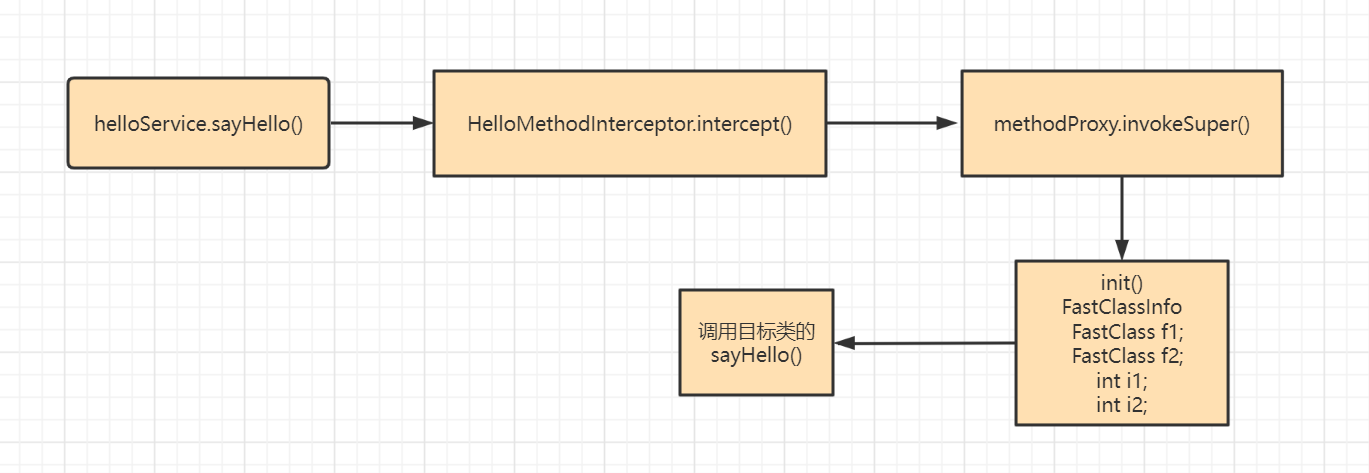 helloService.sayHello()
HelloMethodInterceptor.intercept()
methodProxy.invokeSuper()
init()
FastClassInfo
FastClass f1;
FastClass f2;
int i1;
int i2;
调用目标类的
sayHello()